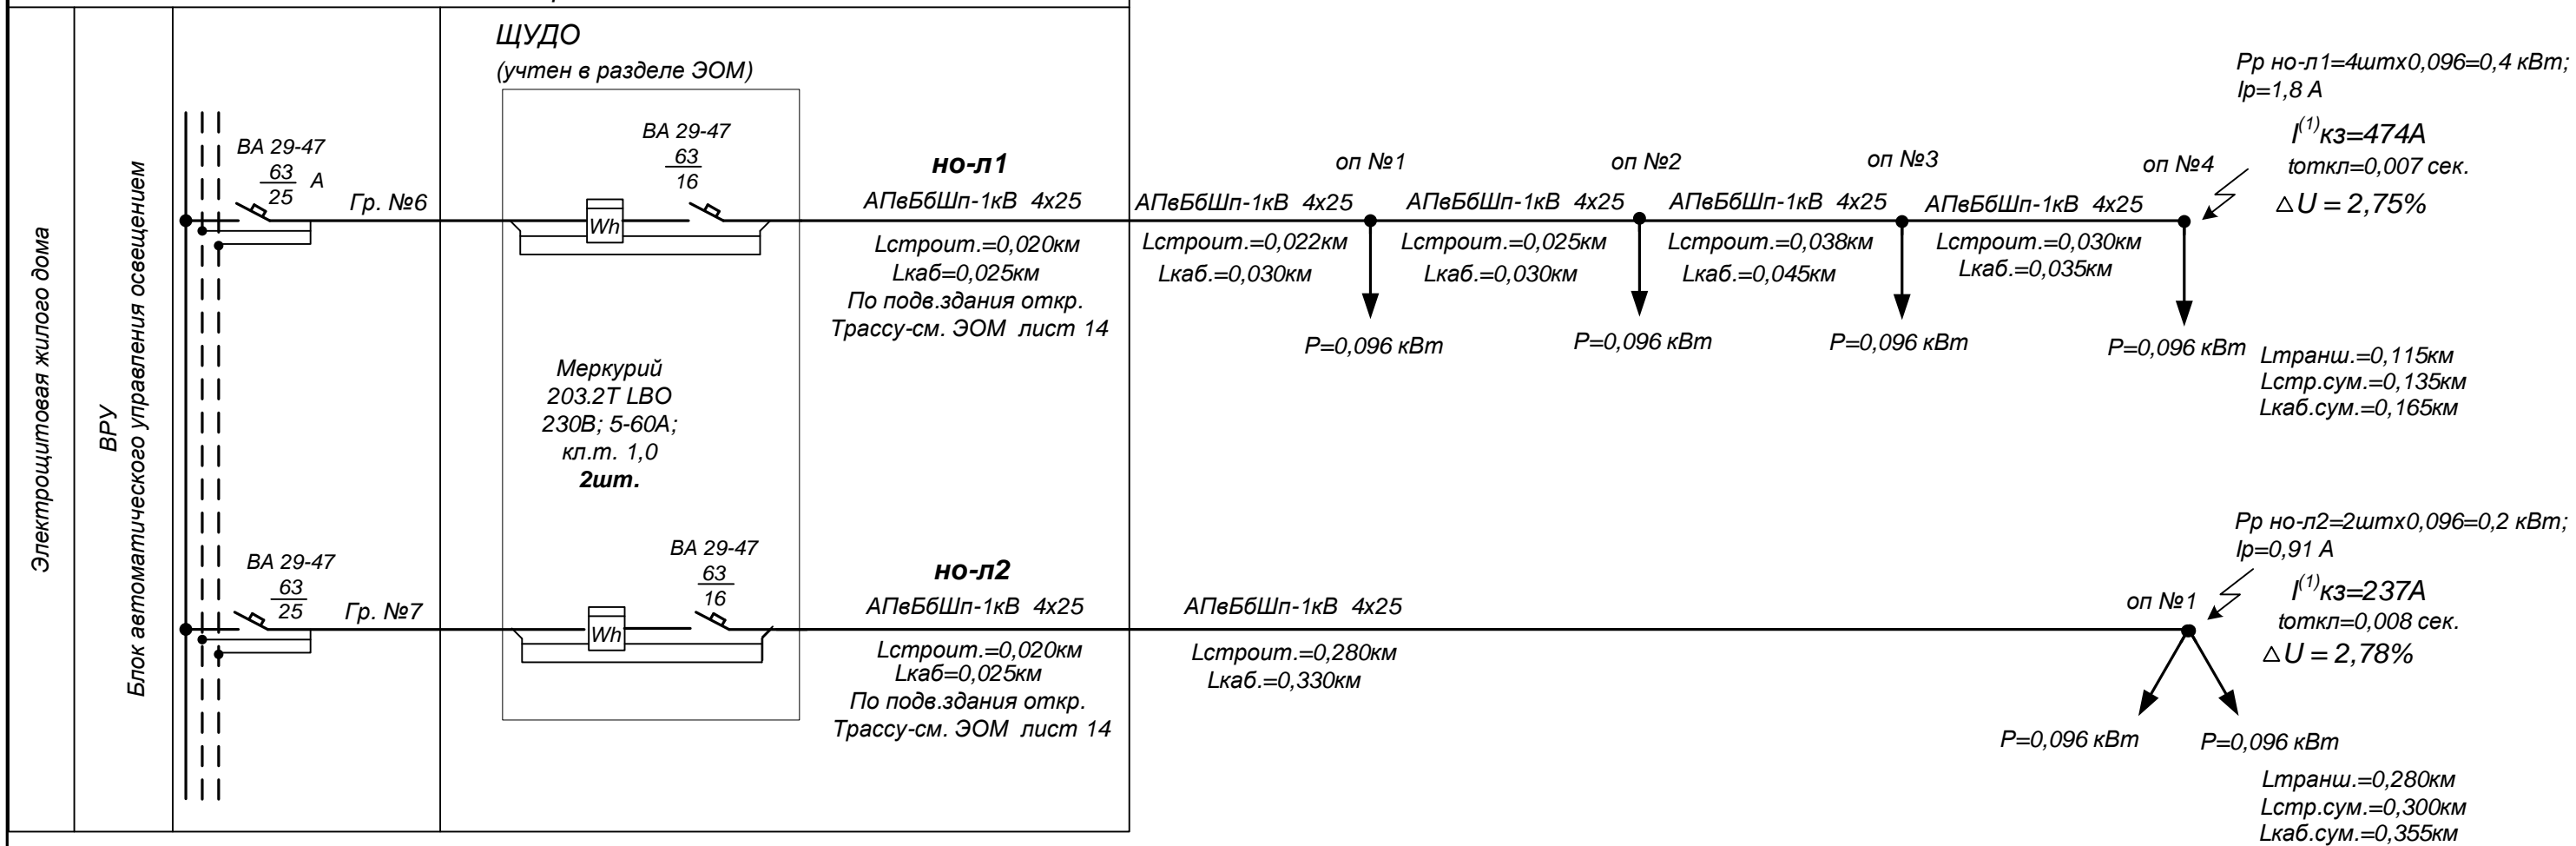 Электрощитовая жилого дома
ВРУ
Блок автоматического управления освещением
ЩУДО
(учтен в разделе ЭОМ)
ВА 29-47
63
25
А
Гр. №6
ВА 29-47
63
16
Wh
но-л1
АПвБбШп-1кВ 4х25
Lстроит.=0,020км
Lкаб=0,025км
По подв.здания откр.
Трассу-см. ЭОМ лист 14
АПвБбШп-1кВ 4х25
Lстроит.=0,022км
Lкаб.=0,030км
оп №1
P=0,096 кВт
АПвБбШп-1кВ 4х25
Lстроит.=0,025км
Lкаб.=0,030км
оп №2
P=0,096 кВт
АПвБбШп-1кВ 4х25
Lстроит.=0,038км
Lкаб.=0,045км
оп №3
P=0,096 кВт
АПвБбШп-1кВ 4х25
Lстроит.=0,030км
Lкаб.=0,035км
оп №4
P=0,096 кВт
Рр но-л1=4штх0,096=0,4 кВт;
Iр=1,8 А
I(1)кз=474А
tоткл=0,007 сек.
△U = 2,75%
Lтранш.=0,115км
Lстр.сум.=0,135км
Lкаб.сум.=0,165км
Меркурий
203.2Т LBO
230В; 5-60А;
кл.т. 1,0
2шт.
ВА 29-47
63
25
Гр. №7
ВА 29-47
63
16
Wh
но-л2
АПвБбШп-1кВ 4х25
Lстроит.=0,020км
Lкаб=0,025км
По подв.здания откр.
Трассу-см. ЭОМ лист 14
АПвБбШп-1кВ 4х25
Lстроит.=0,280км
Lкаб.=0,330км
оп №1
Рр но-л2=2штх0,096=0,2 кВт;
Iр=0,91 А
I(1)кз=237А
tоткл=0,008 сек.
△U = 2,78%
P=0,096 кВт
P=0,096 кВт
Lтранш.=0,280км
Lстр.сум.=0,300км
Lкаб.сум.=0,355км